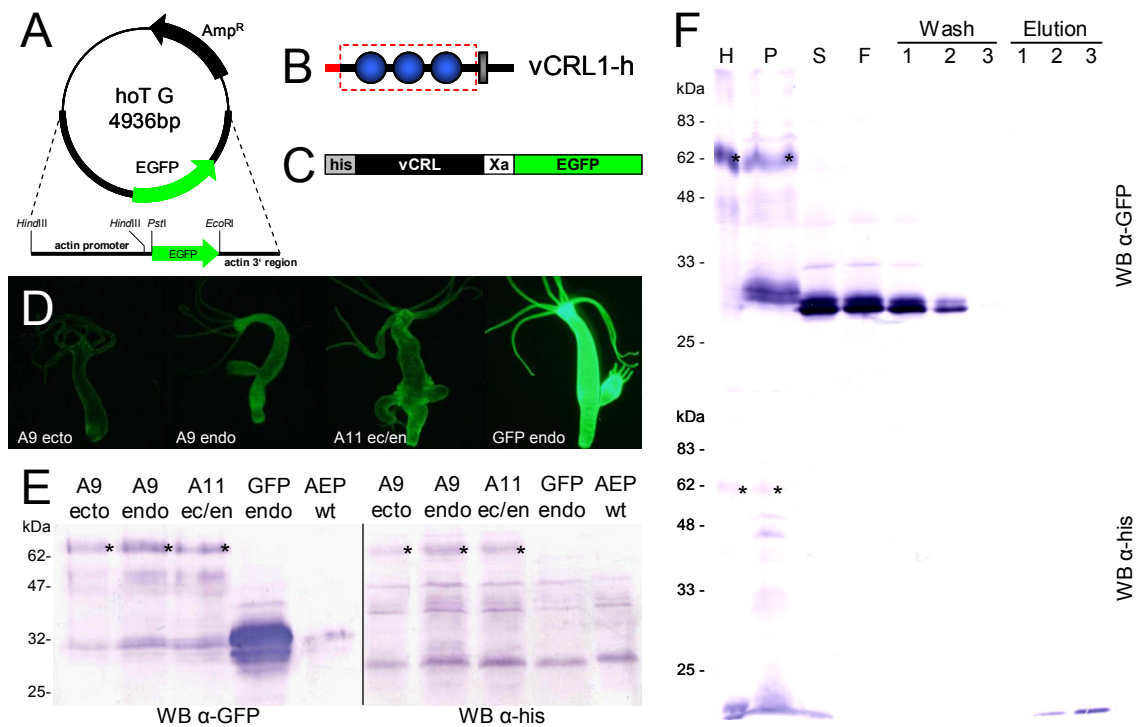 A
Amp^R
hoT G
4936bp
EGFP
HindIII HindIII PstI EcoRI
actin promoter EGFP actin 3‘ region
B
vCRL1-h
C
his vCRL Xa EGFP
D
A9 ecto A9 endo A11 ec/en GFP endo
E
A9 A9 A11 GFP AEP A9 A9 A11 GFP AEP
ecto endo ec/en endo wt ecto endo ec/en endo wt
kDa
62- * * * * * *
47-
32-
25-
WB α-GFP WB α-his
F
Wash Elution
H P S F 1 2 3 1 2 3
kDa
83 -
62 - * *
48 -
33 -
25 -
WB α-GFP
kDa
83 -
62 - * *
48 -
33 -
25 -
WB α-his